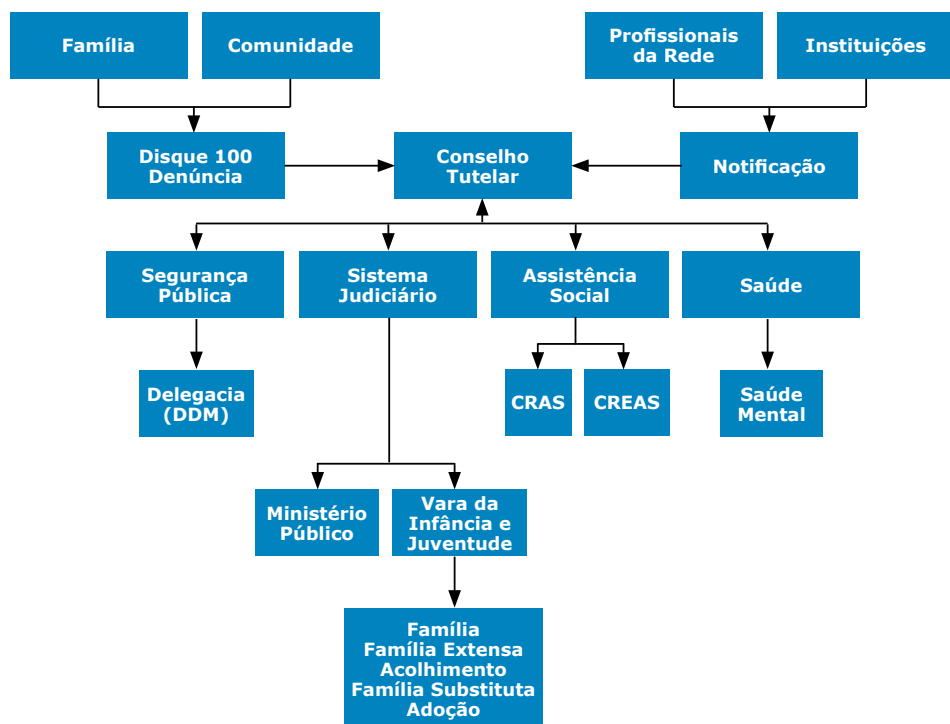 Família
Comunidade
Profissionais
da Rede
Instituições
Disque 100
Denúncia
Conselho
Tutelar
Notificação
Segurança
Pública
Sistema
Judiciário
Assistência
Social
Saúde
Delegacia
(DDM)
CRAS
CREAS
Saúde
Mental
Ministério
Público
Vara da
Infância e
Juventude
Família
Família Extensa
Acolhimento
Família Substituta
Adoção